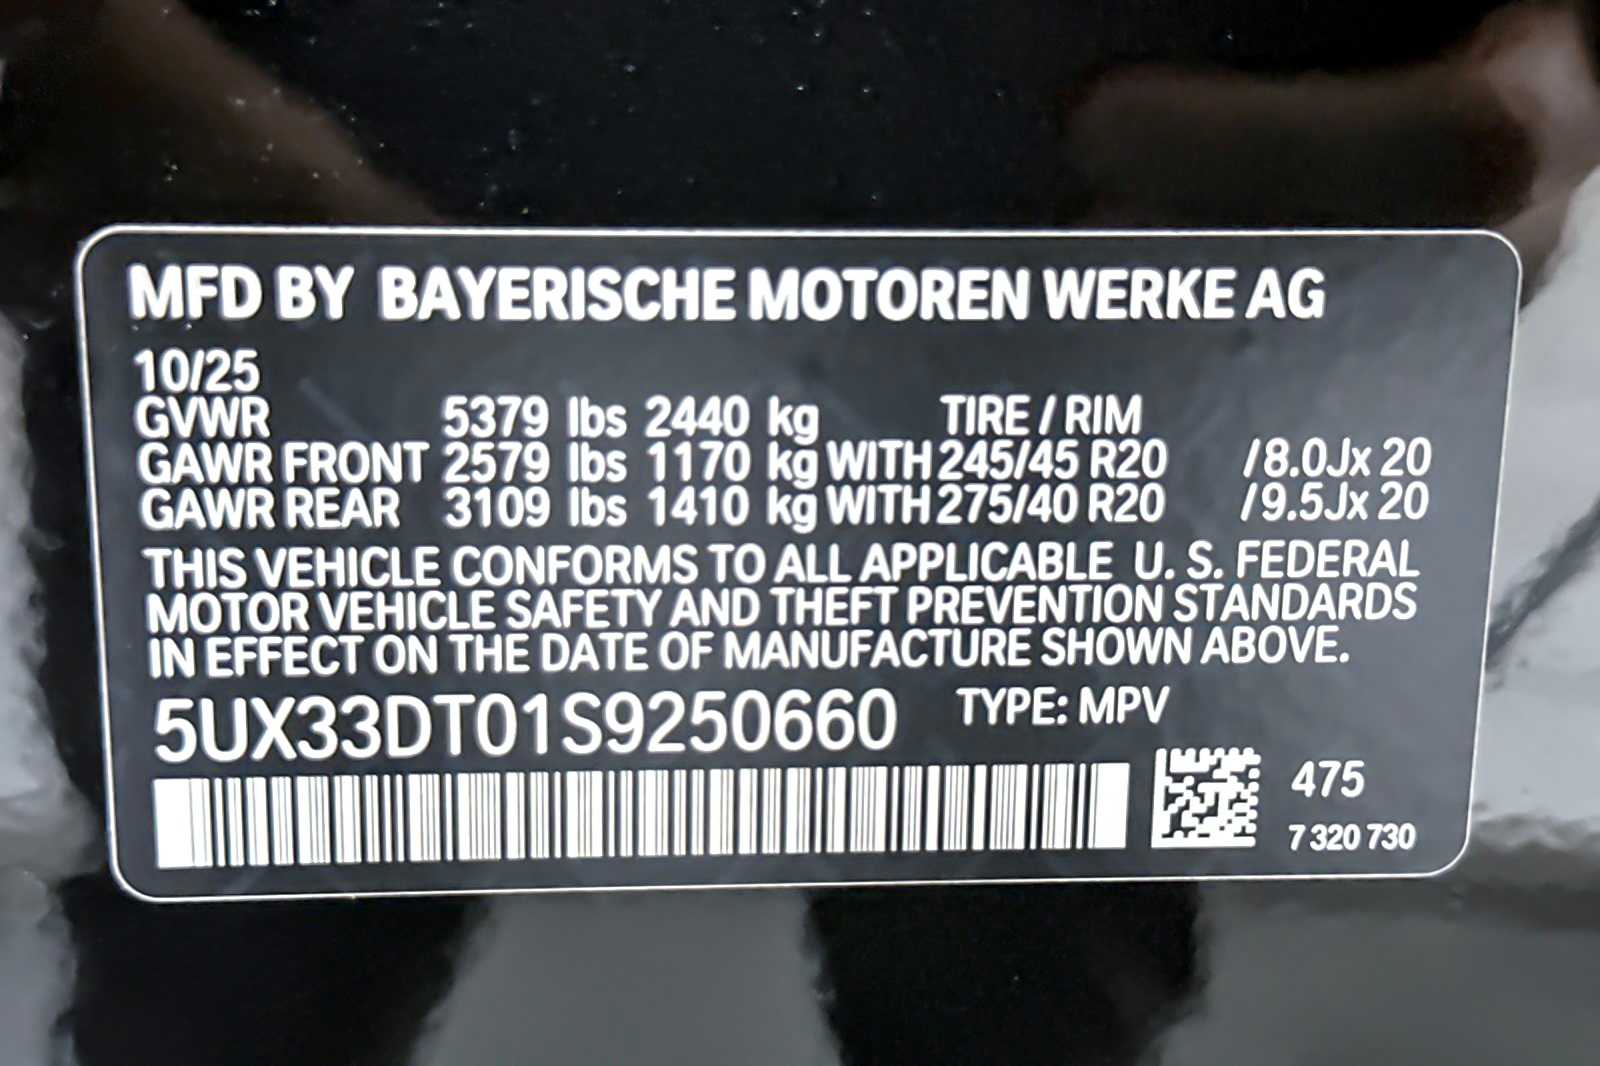 MFD BY BAYERISCHE MOTOREN WERKE AG
10/25
GVWR 5379 lbs 2440 kg TIRE / RIM
GAWR FRONT 2579 lbs 1170 kg WITH 245/45 R20 /8.0Jx 20
GAWR REAR 3109 lbs 1410 kg WITH 275/40 R20 /9.5Jx 20
THIS VEHICLE CONFORMS TO ALL APPLICABLE U. S. FEDERAL
MOTOR VEHICLE SAFETY AND THEFT PREVENTION STANDARDS
IN EFFECT ON THE DATE OF MANUFACTURE SHOWN ABOVE.
5UX33DT01S9250660 TYPE: MPV
475
7 320 730